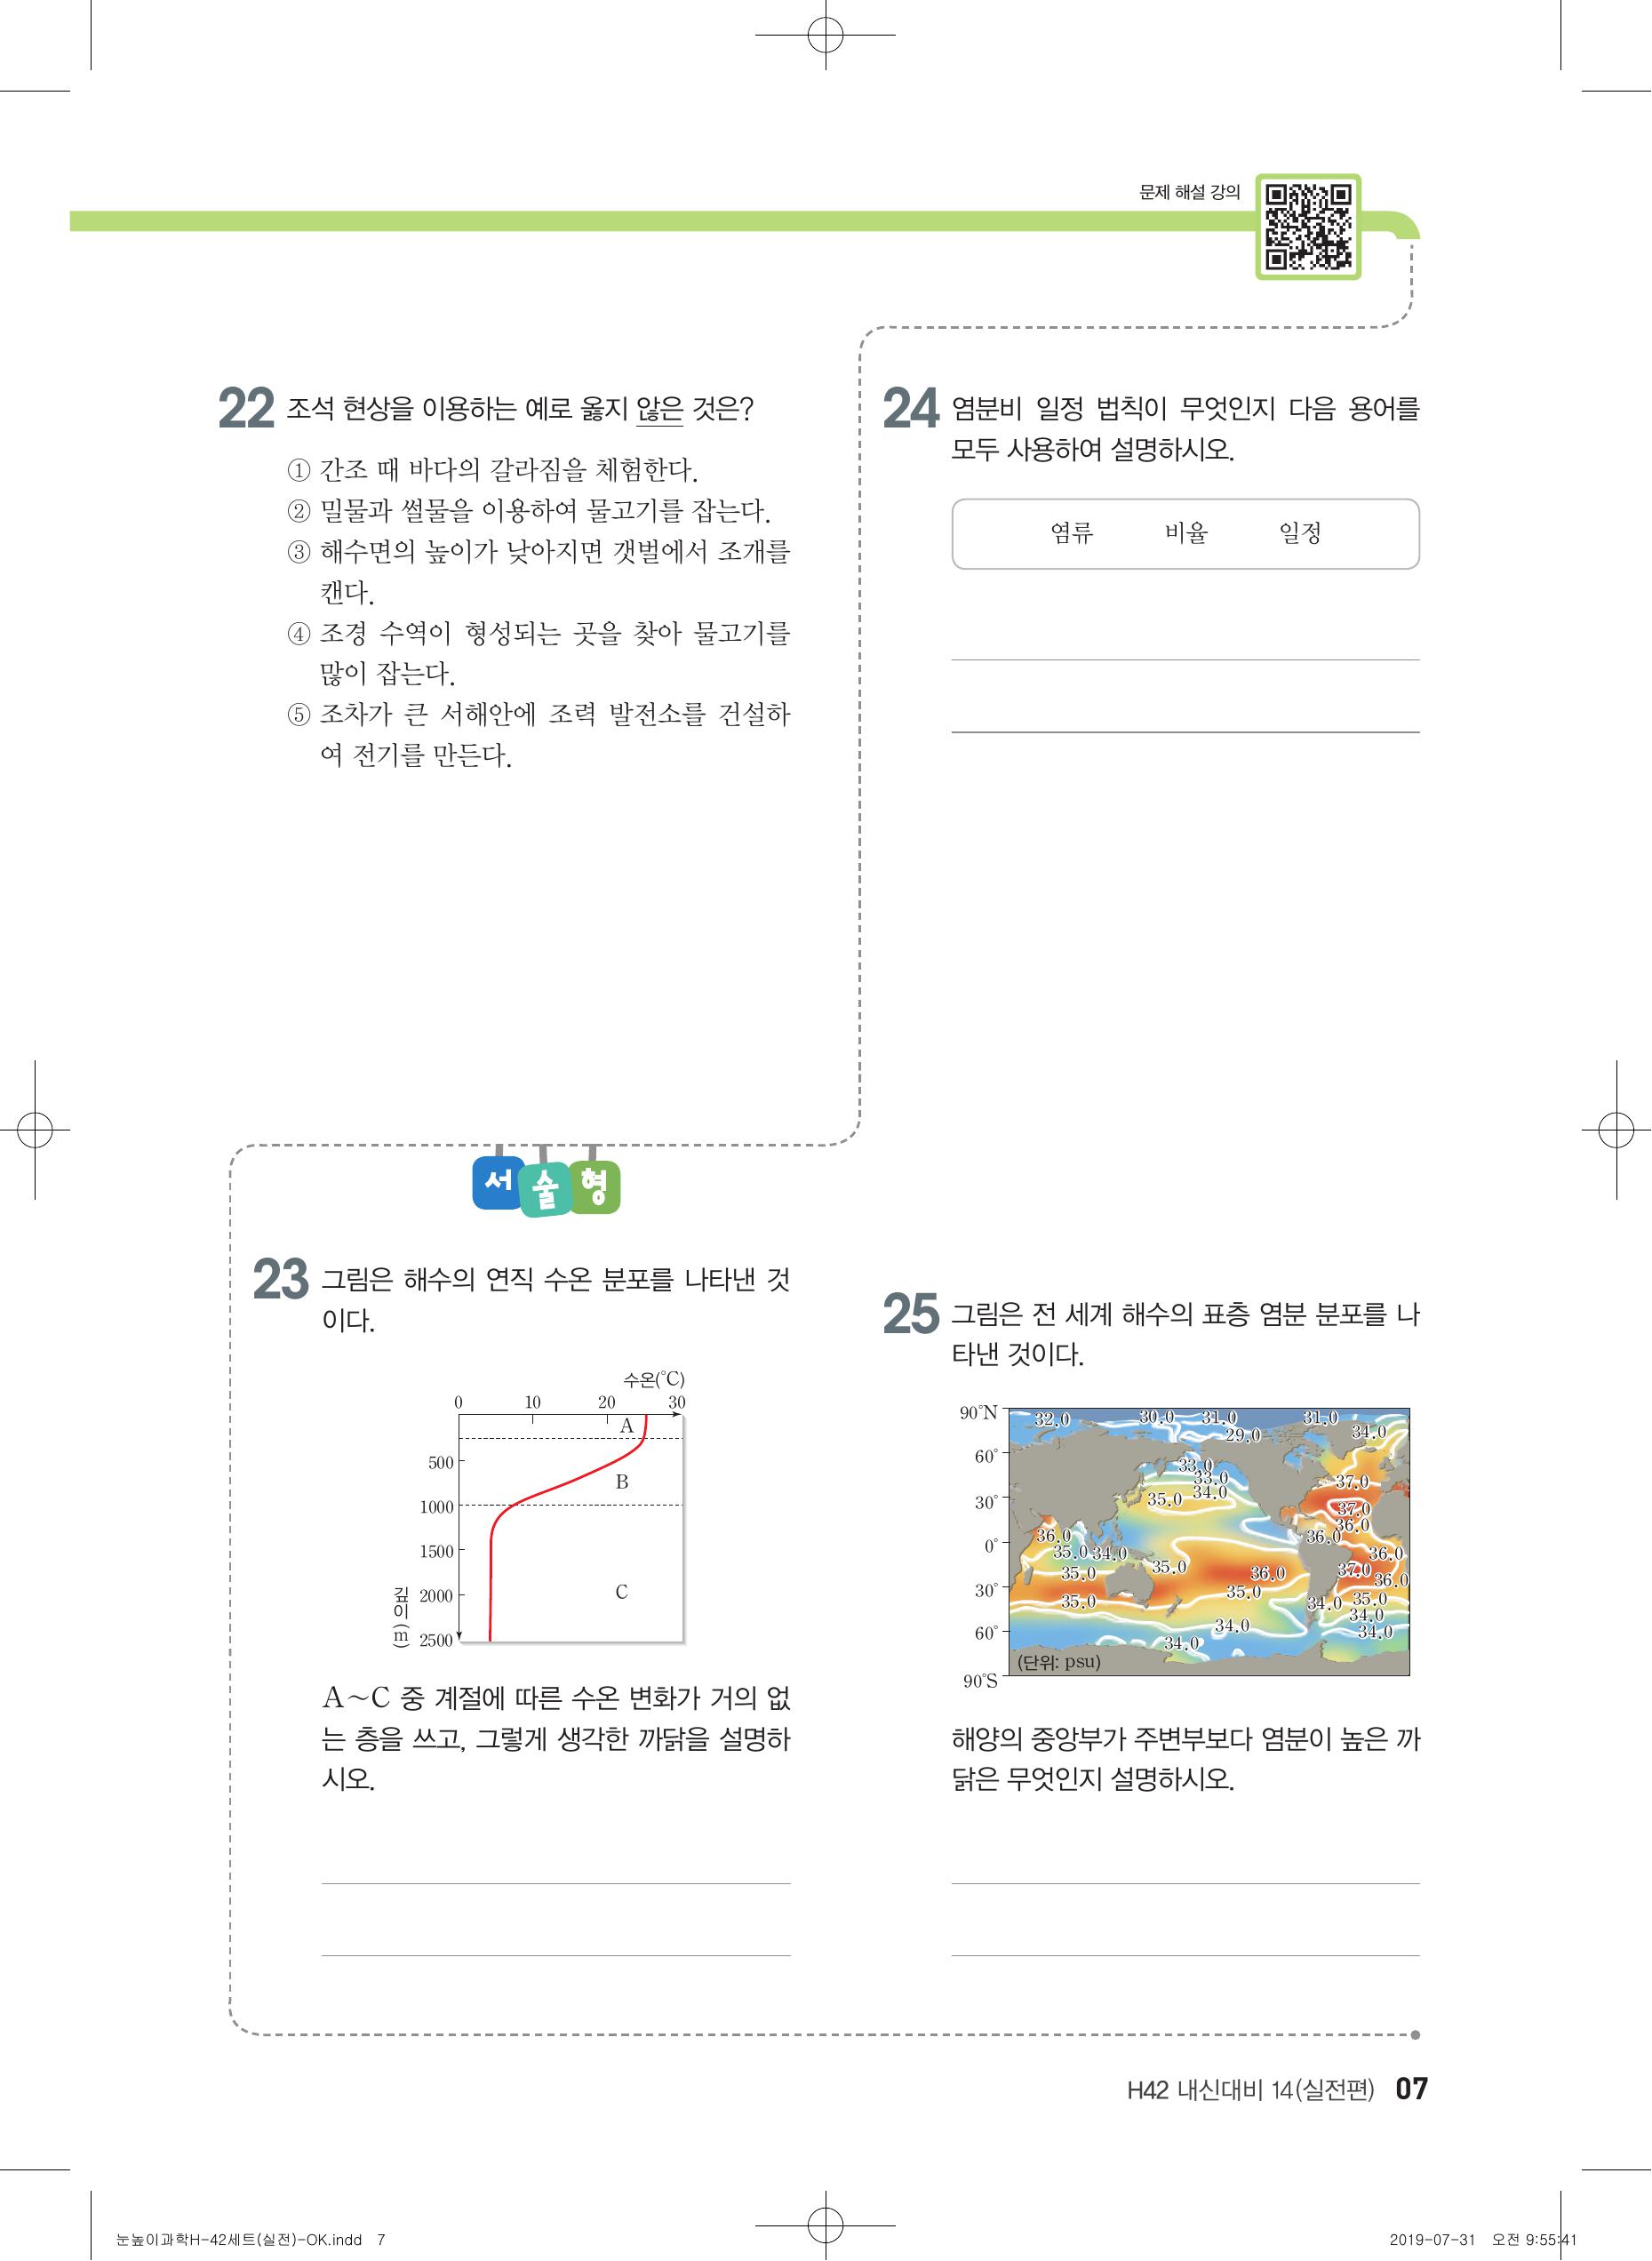 문제 해설 강의
22 조석 현상을 이용하는 예로 옳지 않은 것은?
① 간조 때 바다의 갈라짐을 체험한다.
② 밀물과 썰물을 이용하여 물고기를 잡는다.
③ 해수면의 높이가 낮아지면 갯벌에서 조개를
캔다.
④ 조경 수역이 형성되는 곳을 찾아 물고기를
많이 잡는다.
⑤ 조차가 큰 서해안에 조력 발전소를 건설하
여 전기를 만든다.
서술형
23 그림은 해수의 연직 수온 분포를 나타낸 것
이다.
수온(℃)
0 10 20 30
A
500
B
1000
1500
C
2000
2500
깊이(m)
A~C 중 계절에 따른 수온 변화가 거의 없
는 층을 쓰고, 그렇게 생각한 까닭을 설명하
시오.
24 염분비 일정 법칙이 무엇인지 다음 용어를
모두 사용하여 설명하시오.
염류 비율 일정
25 그림은 전 세계 해수의 표층 염분 분포를 나
타낸 것이다.
90°N
32.0 30.0 31.0 31.0
29.0 34.0
60°
33.0
33.0 37.0
35.0 34.0
30°
37.0
36.0
36.0 36.0
0°
35.0 34.0 36.0
35.0 37.0
35.0 36.0 36.0
30°
35.0
35.0 34.0 35.0
34.0
34.0 34.0
60°
34.0
(단위: psu)
90°S
해양의 중앙부가 주변부보다 염분이 높은 까
닭은 무엇인지 설명하시오.
H42 내신대비 14(실전편) 07
눈높이과학H-42세트(실전)-OK.indd 7
2019-07-31 오전 9:55:41